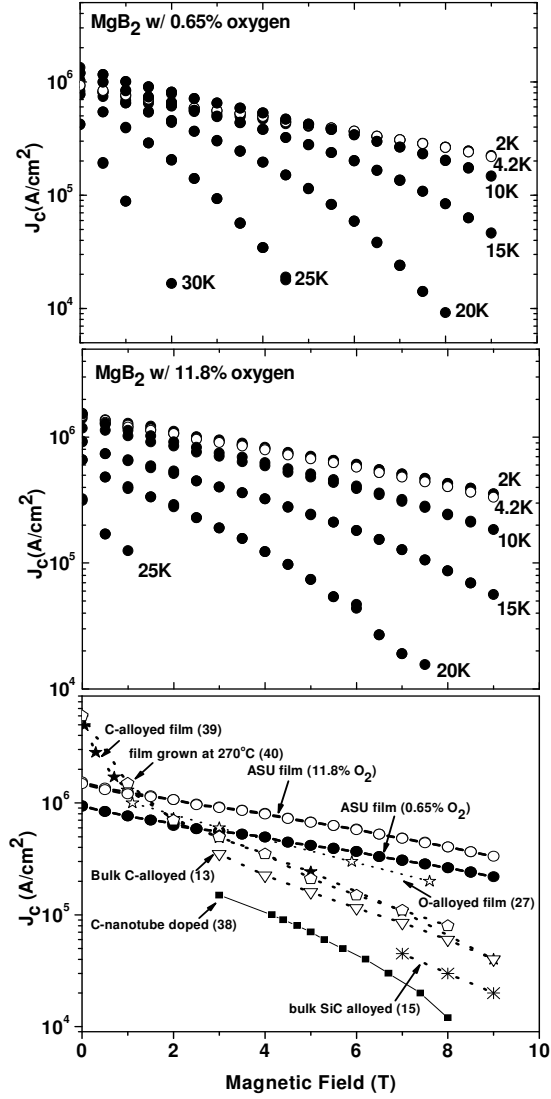 MgB2 w/ 0.65% oxygen
10^6
2K
4.2K
10K
10^5
15K
J_C(A/cm^2)
30K
25K
20K
10^4
MgB2 w/ 11.8% oxygen
10^6
2K
4.2K
10K
J_C(A/cm^2)
10^5
25K
15K
20K
10^4
C-alloyed film (39)
film grown at 270°C (40)
ASU film (11.8% O2)
10^6
ASU film (0.65% O2)
J_C (A/cm^2)
Bulk C-alloyed (13)
O-alloyed film (27)
10^5
C-nanotube doped (38)
bulk SiC alloyed (15)
10^4
0 2 4 6 8 10
Magnetic Field (T)